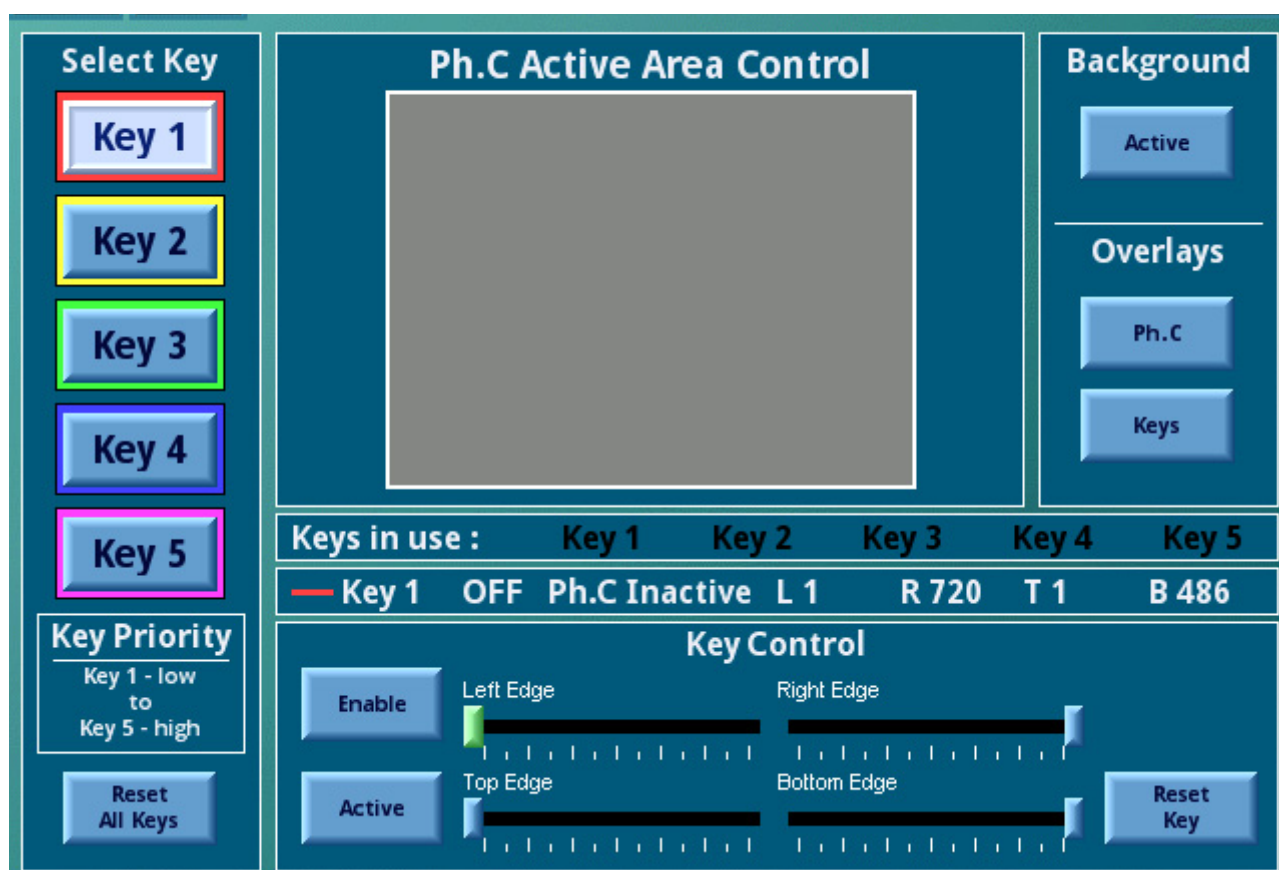 Select Key
Key 1
Key 2
Key 3
Key 4
Key 5
Key Priority
Key 1 - low
to
Key 5 - high
Reset
All Keys
Ph.C Active Area Control
Background
Active
Overlays
Ph.C
Keys
Keys in use : Key 1 Key 2 Key 3 Key 4 Key 5
Key 1 OFF Ph.C Inactive L 1 R 720 T 1 B 486
Key Control
Enable
Left Edge
Right Edge
Active
Top Edge
Bottom Edge
Reset
Key